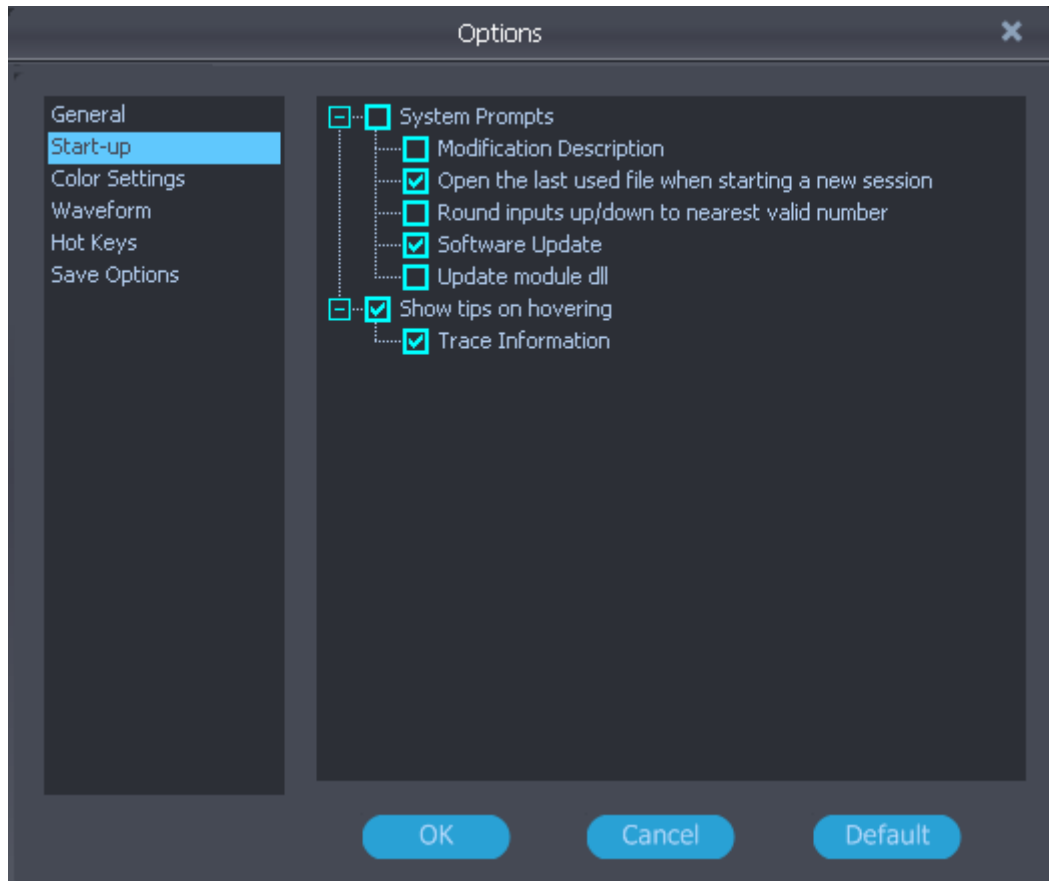 Options
General
Start-up
Color Settings
Waveform
Hot Keys
Save Options
System Prompts
Modification Description
Open the last used file when starting a new session
Round inputs up/down to nearest valid number
Software Update
Update module dll
Show tips on hovering
Trace Information
OK
Cancel
Default